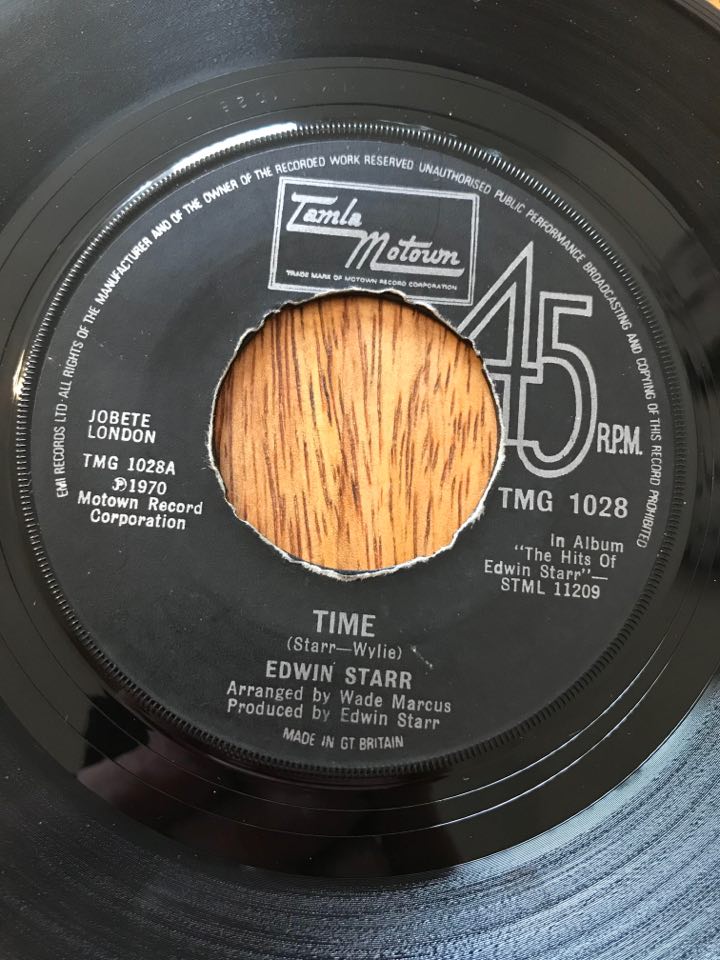 EMI RECORDS LTD·ALL RIGHTS OF THE MANUFACTURER AND OF THE OWNER OF THE RECORDED WORK RESERVED UNAUTHORISED PUBLIC PERFORMANCE BROADCASTING AND COPYING OF THIS RECORD PROHIBITED
Tamla
Motown
TRADE MARK OF MOTOWN RECORD CORPORATION
45
R.P.M.
JOBETE
LONDON
TMG 1028A
℗1970
Motown Record
Corporation
TMG 1028
In Album
"The Hits Of
Edwin Starr"—
STML 11209
TIME
(Starr—Wylie)
EDWIN STARR
Arranged by Wade Marcus
Produced by Edwin Starr
MADE IN GT BRITAIN